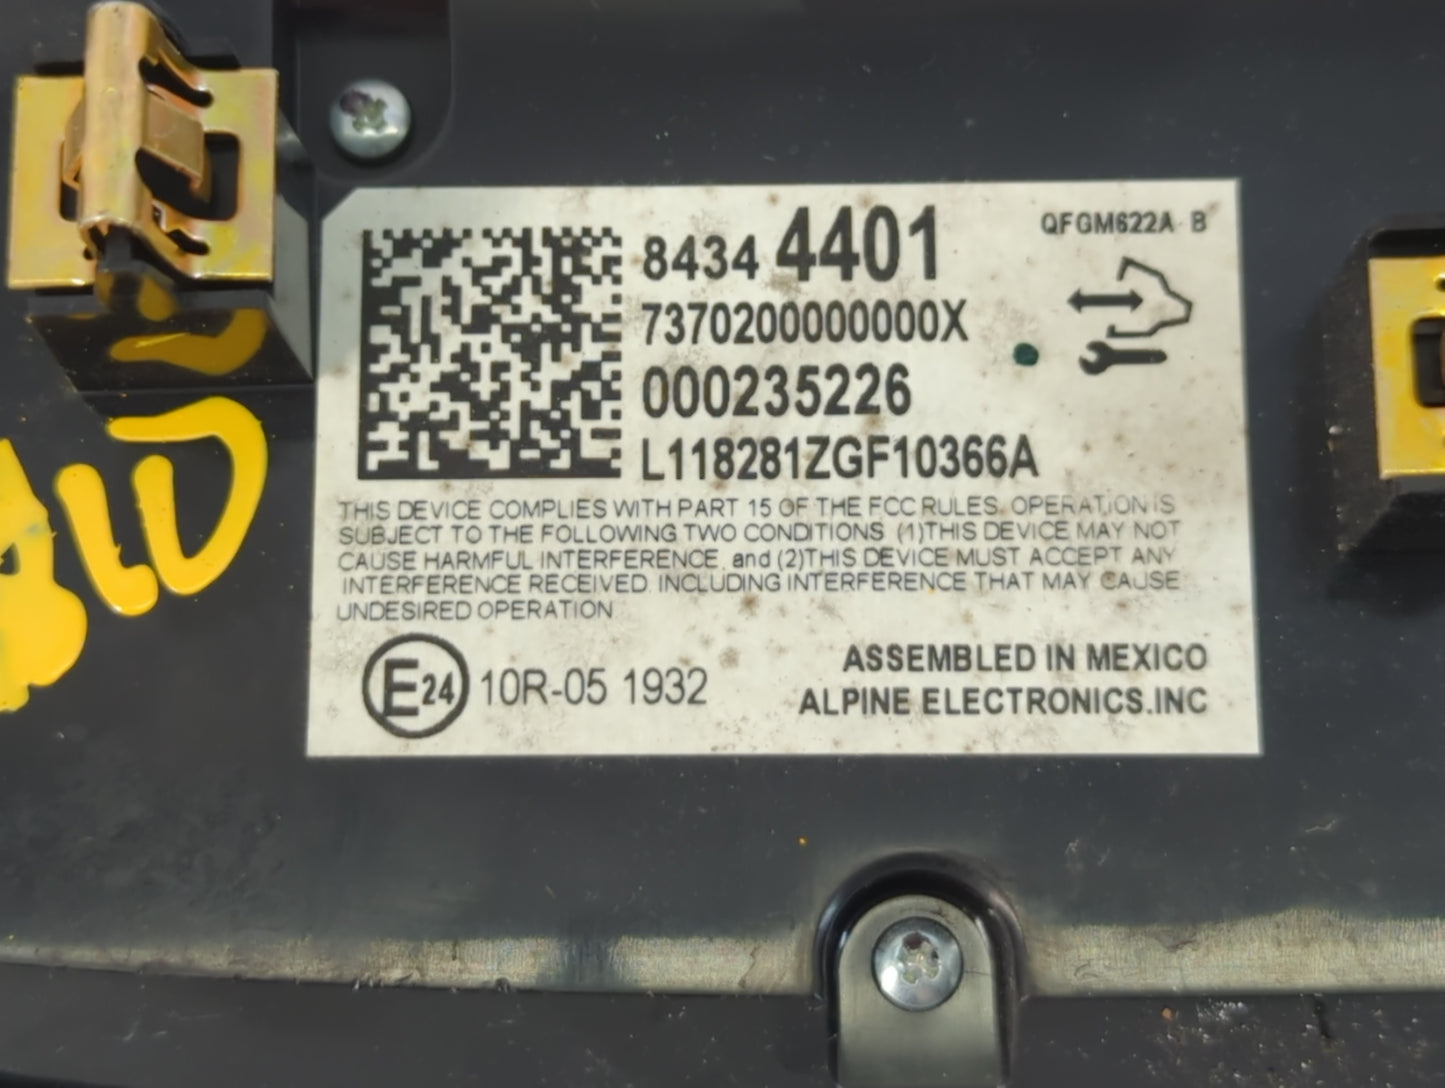 8434 4401
QFGM622A B
7370200000000X
000235226
L118281ZGF10366A
THIS DEVICE COMPLIES WITH PART 15 OF THE FCC RULES. OPERATION IS
SUBJECT TO THE FOLLOWING TWO CONDITIONS (1)THIS DEVICE MAY NOT
CAUSE HARMFUL INTERFERENCE, and (2)THIS DEVICE MUST ACCEPT ANY
INTERFERENCE RECEIVED. INCLUDING INTERFERENCE THAT MAY CAUSE
UNDESIRED OPERATION
E24 10R-05 1932
ASSEMBLED IN MEXICO
ALPINE ELECTRONICS.INC